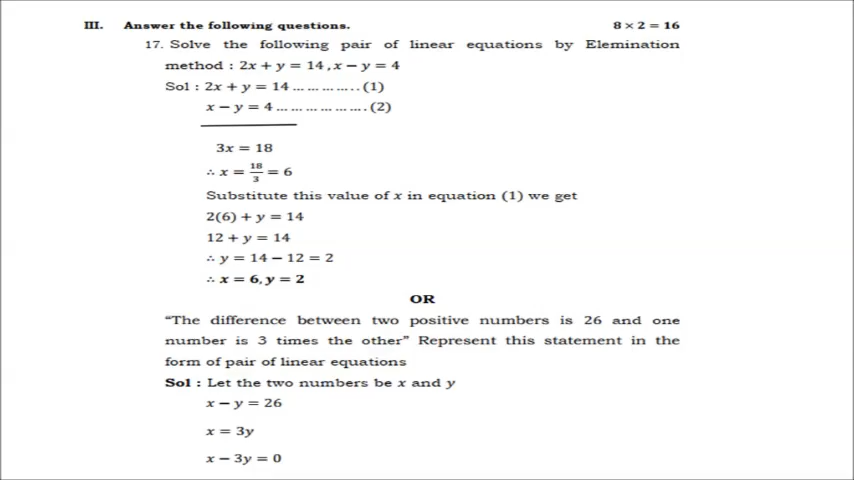 III. Answer the following questions. 8 × 2 = 16
17. Solve the following pair of linear equations by Elemination
method : 2x + y = 14 , x − y = 4
Sol : 2x + y = 14 … … … … . . (1)
x − y = 4 … … … … … … . (2)
3x = 18
∴ x = 18/3 = 6
Substitute this value of x in equation (1) we get
2(6) + y = 14
12 + y = 14
∴ y = 14 − 12 = 2
∴ x = 6, y = 2
OR
“The difference between two positive numbers is 26 and one
number is 3 times the other” Represent this statement in the
form of pair of linear equations
Sol : Let the two numbers be x and y
x − y = 26
x = 3y
x − 3y = 0